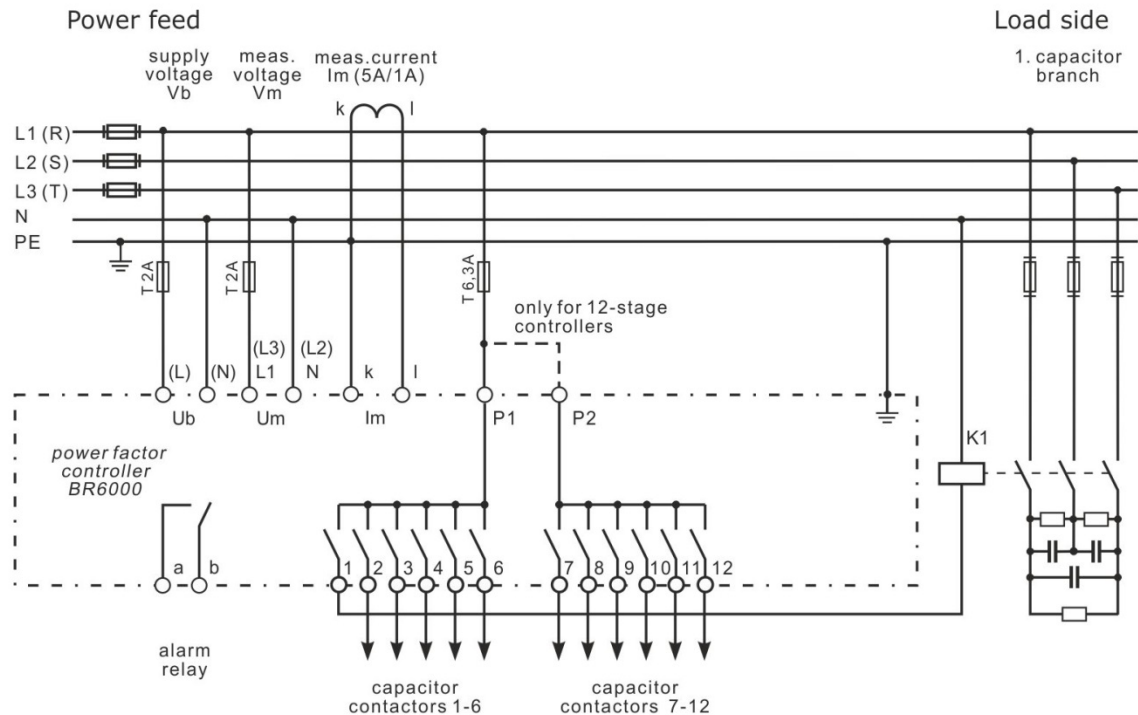 Power feed
Load side
supply
voltage
Vb
meas.
voltage
Vm
meas.current
Im (5A/1A)
1. capacitor
branch
k
l
L1 (R)
L2 (S)
L3 (T)
N
PE
T 2A
T 2A
T 6,3A
only for 12-stage
controllers
(L)
(N)
(L3)
L1
(L2)
N
k
l
Ub
Um
Im
P1
P2
K1
power factor
controller
BR6000
a
b
1
2
3
4
5
6
7
8
9
10
11
12
alarm
relay
capacitor
contactors 1-6
capacitor
contactors 7-12